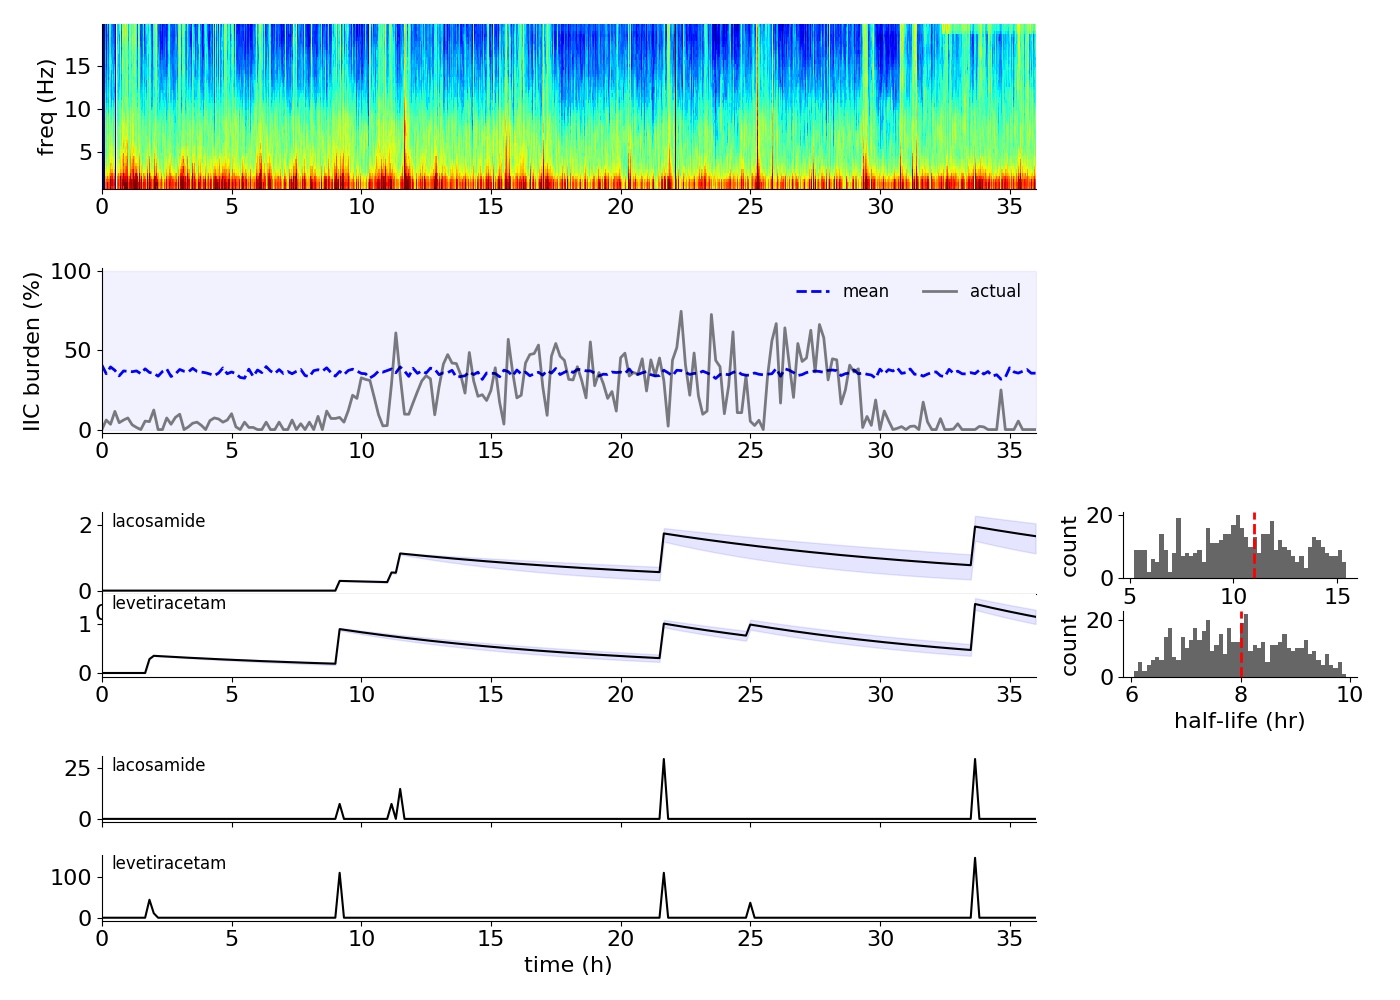 freq (Hz)
15
10
5
0 5 10 15 20 25 30 35
IIC burden (%)
100
50
0
mean actual
0 5 10 15 20 25 30 35
lacosamide
2
0
0
levetiracetam
1
0
0 5 10 15 20 25 30 35
count
20
0
5 10 15
count
20
0
6 8 10
half-life (hr)
lacosamide
25
0
levetiracetam
100
0
0 5 10 15 20 25 30 35
time (h)